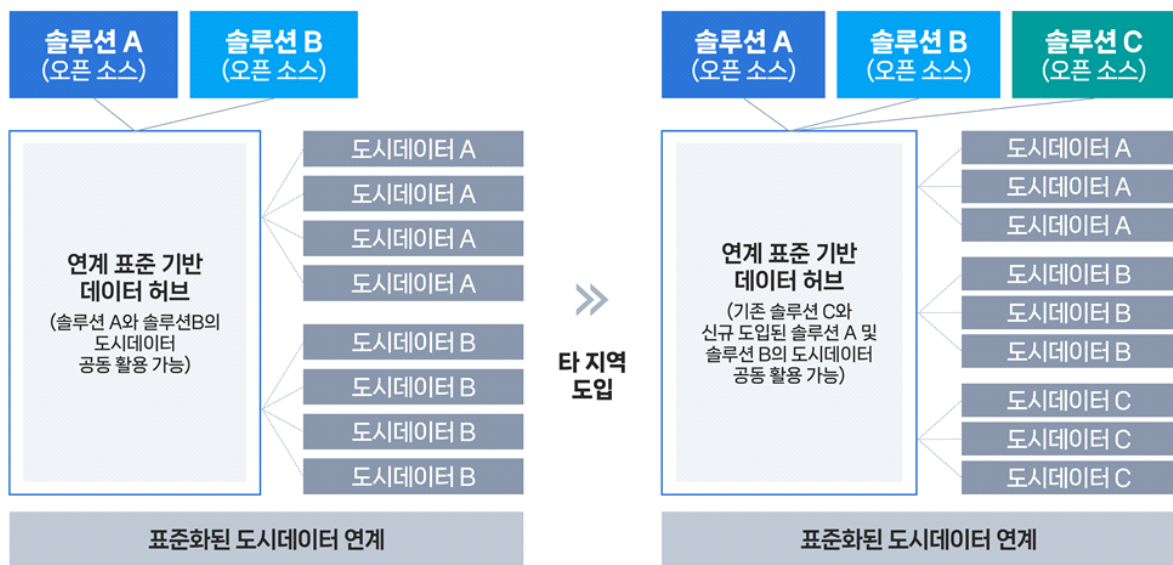 솔루션 A
(오픈 소스)
솔루션 B
(오픈 소스)
연계 표준 기반
데이터 허브
(솔루션 A와 솔루션B의
도시데이터
공동 활용 가능)
도시데이터 A
도시데이터 A
도시데이터 A
도시데이터 A
도시데이터 B
도시데이터 B
도시데이터 B
도시데이터 B
표준화된 도시데이터 연계
타 지역
도입
솔루션 A
(오픈 소스)
솔루션 B
(오픈 소스)
솔루션 C
(오픈 소스)
연계 표준 기반
데이터 허브
(기존 솔루션 C와
신규 도입된 솔루션 A 및
솔루션 B의 도시데이터
공동 활용 가능)
도시데이터 A
도시데이터 A
도시데이터 A
도시데이터 B
도시데이터 B
도시데이터 B
도시데이터 C
도시데이터 C
도시데이터 C
표준화된 도시데이터 연계